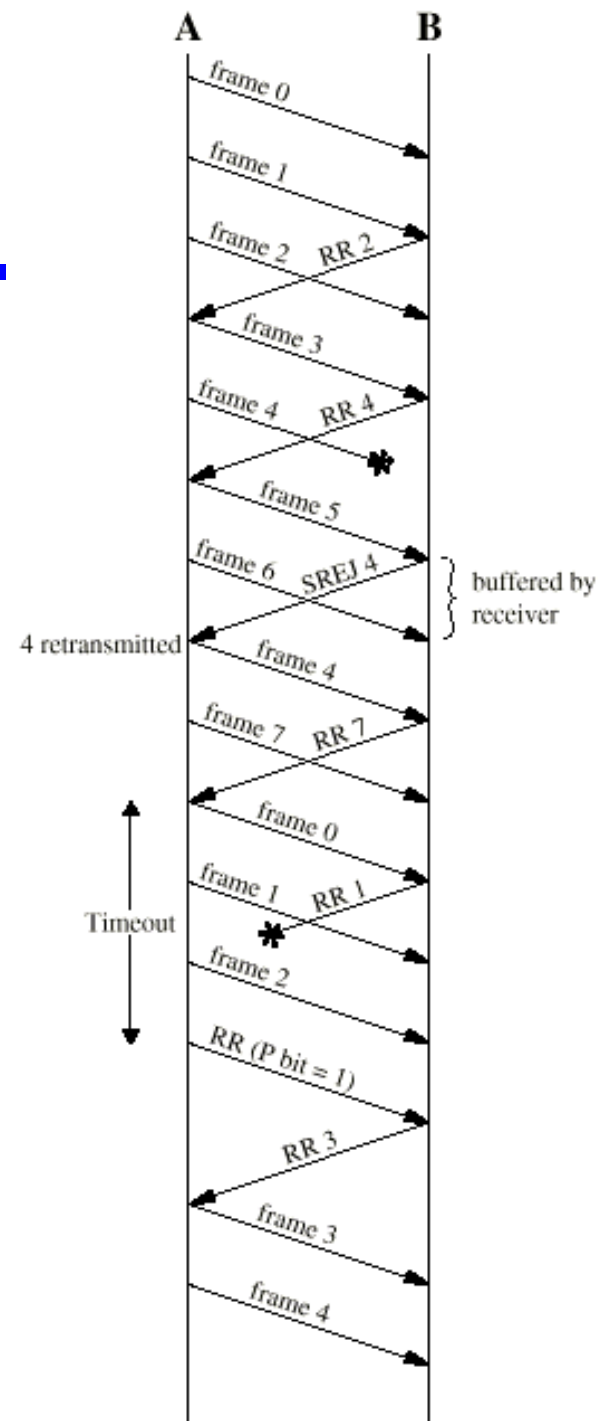 A
B
frame 0
frame 1
frame 2
RR 2
frame 3
frame 4
RR 4
frame 5
frame 6
SREJ 4
buffered by
receiver
4 retransmitted
frame 4
frame 7
RR 7
frame 0
frame 1
RR 1
Timeout
frame 2
RR (P bit = 1)
RR 3
frame 3
frame 4